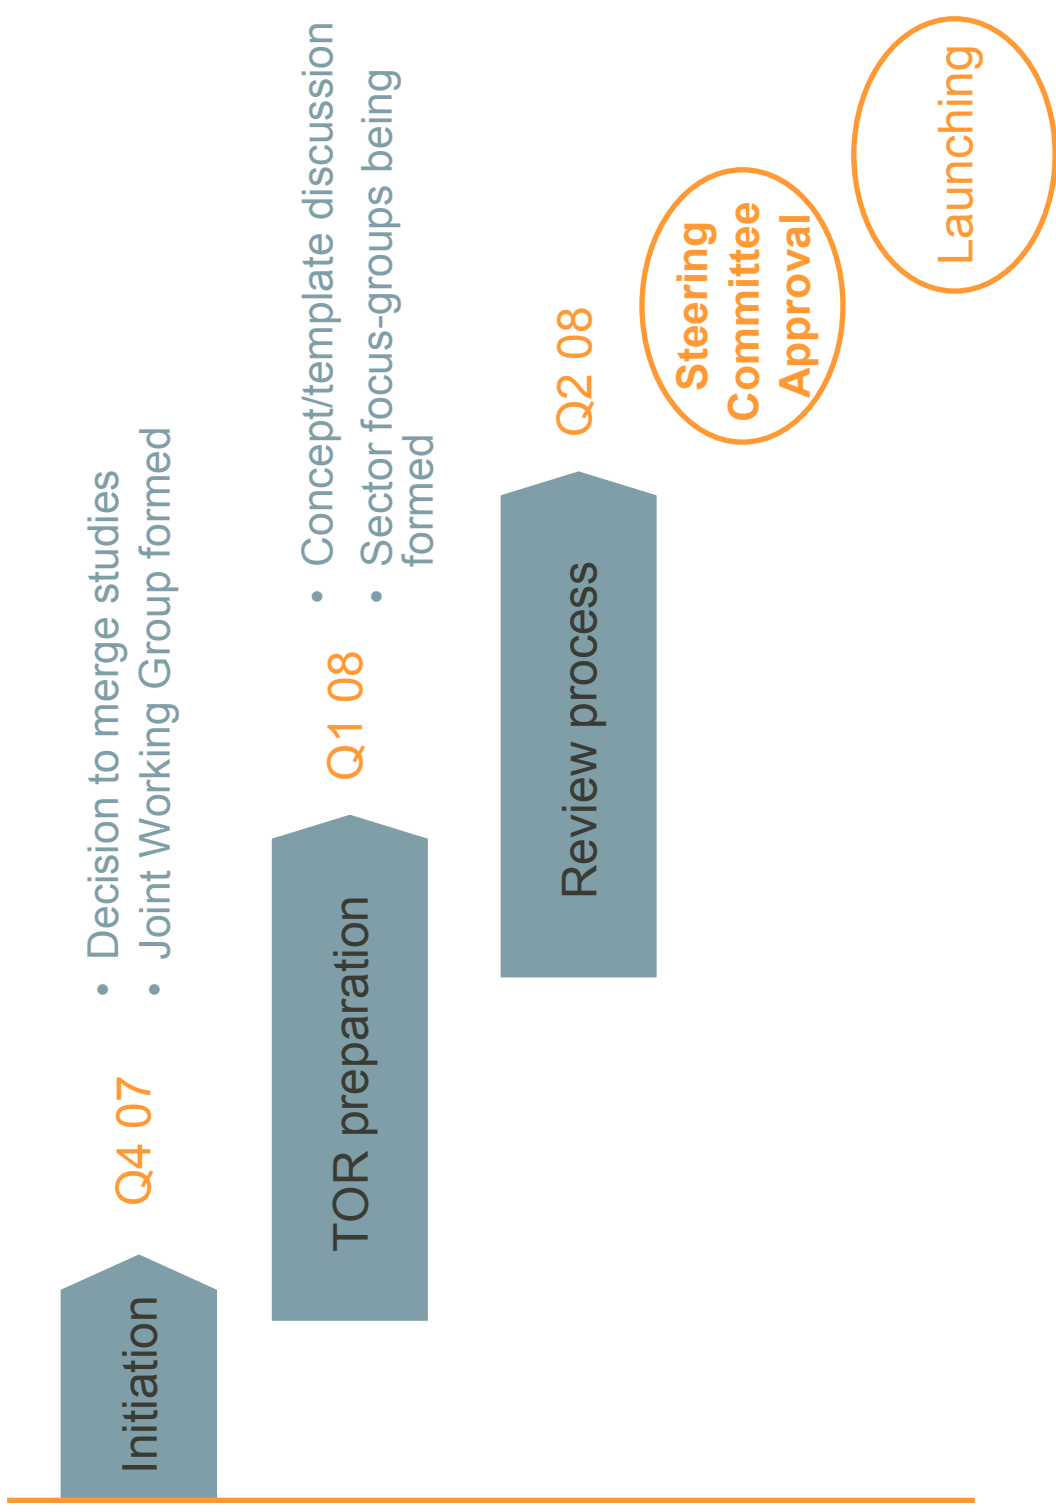 Initiation
Q4 07
• Decision to merge studies
• Joint Working Group formed
TOR preparation
Q1 08
• Concept/template discussion
• Sector focus-groups being
formed
Review process
Q2 08
Steering
Committee
Approval
Launching